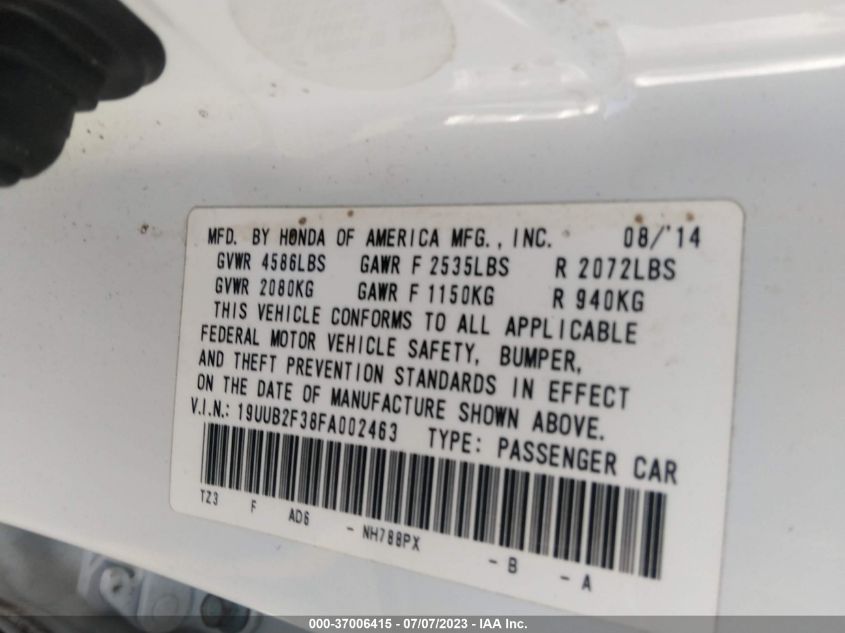 MFD. BY HONDA OF AMERICA MFG., INC. 08/'14
GVWR 4586LBS GAWR F 2535LBS R 2072LBS
GVWR 2080KG GAWR F 1150KG R 940KG
THIS VEHICLE CONFORMS TO ALL APPLICABLE
FEDERAL MOTOR VEHICLE SAFETY, BUMPER,
AND THEFT PREVENTION STANDARDS IN EFFECT
ON THE DATE OF MANUFACTURE SHOWN ABOVE.
V.I.N.: 19UUB2F38FA002463 TYPE: PASSENGER CAR
TZ3 F AD6 - NH788PX - B - A
000-37006415 - 07/07/2023 - IAA Inc.